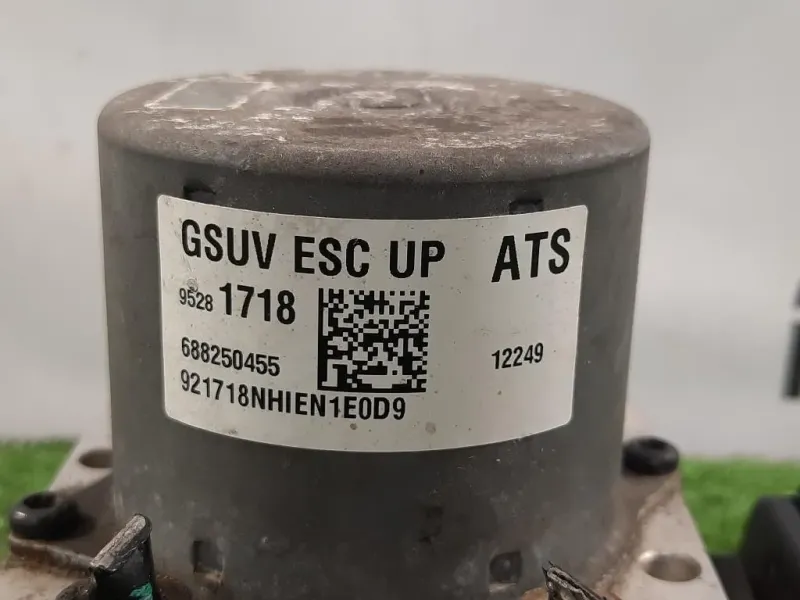 GSUV ESC UP ATS
9528 1718
688250455 12249
921718NHIEN1E0D9